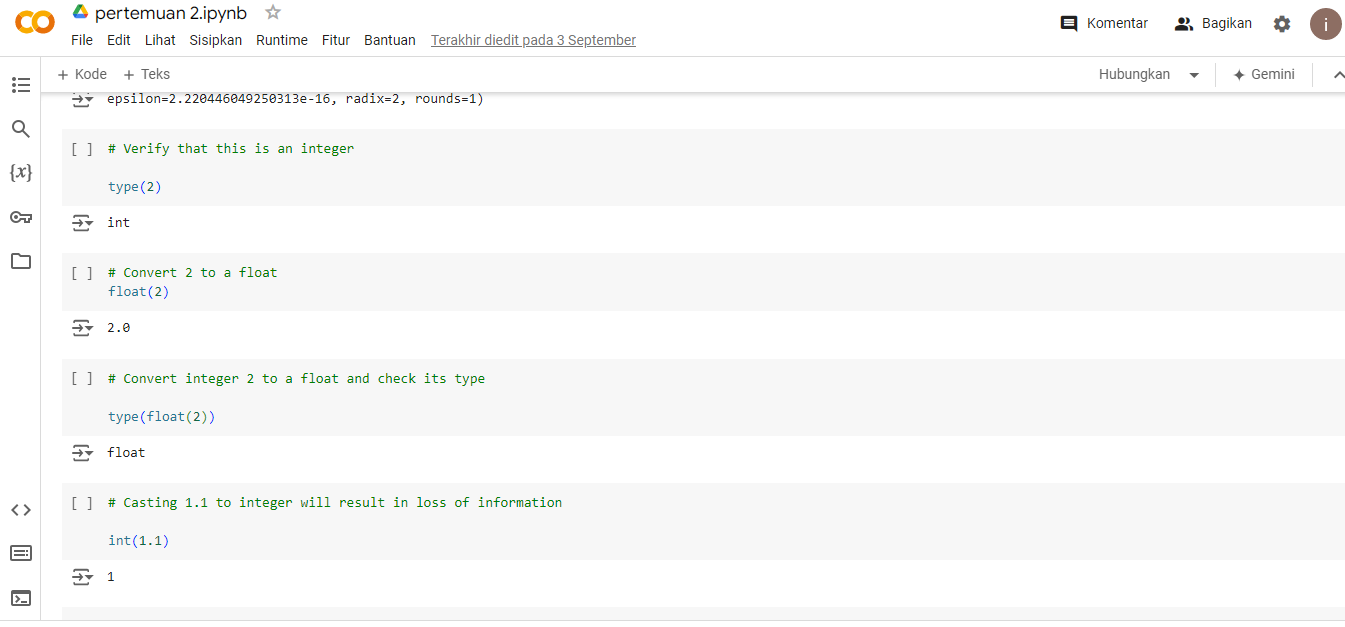 pertemuan 2.ipynb
File Edit Lihat Sisipkan Runtime Fitur Bantuan Terakhir diedit pada 3 September
Komentar Bagikan i
+ Kode + Teks Hubungkan Gemini
epsilon=2.220446049250313e-16, radix=2, rounds=1)
[ ] # Verify that this is an integer
type(2)
int
[ ] # Convert 2 to a float
float(2)
2.0
[ ] # Convert integer 2 to a float and check its type
type(float(2))
float
[ ] # Casting 1.1 to integer will result in loss of information
int(1.1)
1